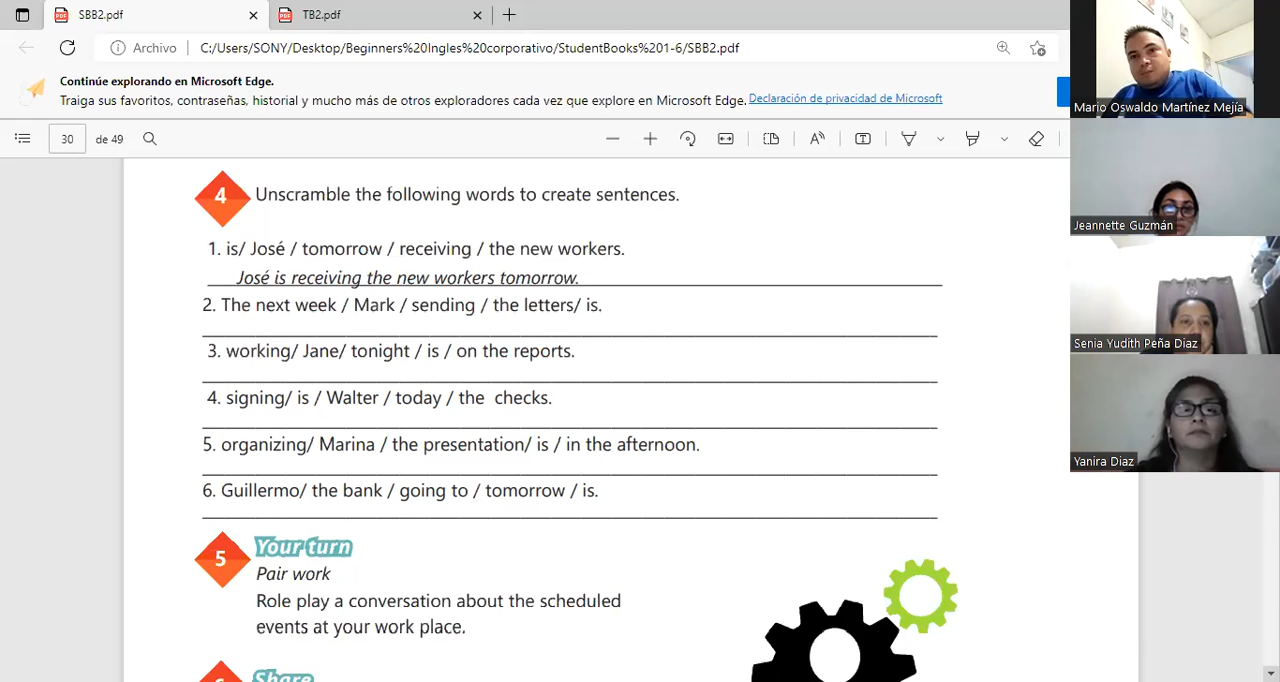 SBB2.pdf
TB2.pdf
Archivo
C:/Users/SONY/Desktop/Beginners%20Ingles%20corporativo/StudentBooks%201-6/SBB2.pdf
Continúe explorando en Microsoft Edge.
Traiga sus favoritos, contraseñas, historial y mucho más de otros exploradores cada vez que explore en Microsoft Edge. Declaración de privacidad de Microsoft
30 de 49
4 Unscramble the following words to create sentences.
1. is/ José / tomorrow / receiving / the new workers.
José is receiving the new workers tomorrow.
2. The next week / Mark / sending / the letters/ is.
3. working/ Jane/ tonight / is / on the reports.
4. signing/ is / Walter / today / the checks.
5. organizing/ Marina / the presentation/ is / in the afternoon.
6. Guillermo/ the bank / going to / tomorrow / is.
5 Your turn
Pair work
Role play a conversation about the scheduled
events at your work place.
Share
Mario Oswaldo Martínez Mejía
Jeannette Guzmán
Senia Yudith Peña Diaz
Yanira Diaz